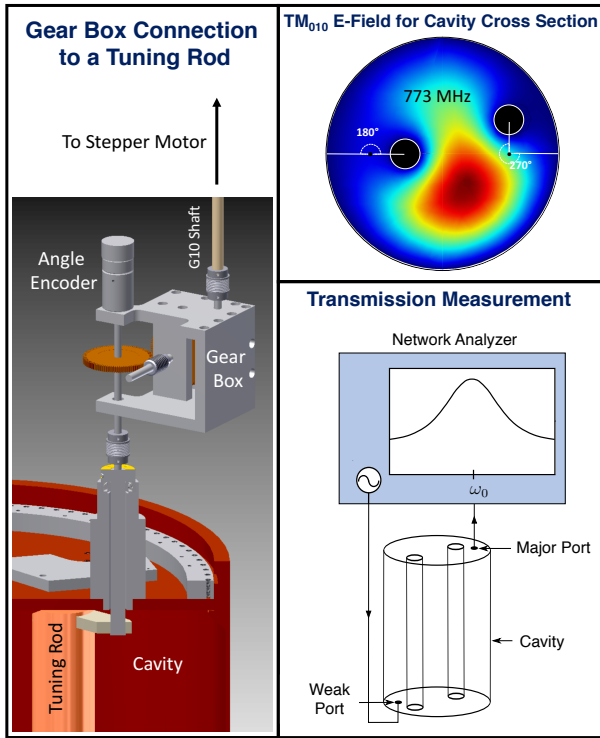 Gear Box Connection
to a Tuning Rod
To Stepper Motor
G10 Shaft
Angle
Encoder
Gear
Box
Tuning Rod
Cavity
TM₀₁₀ E-Field for Cavity Cross Section
773 MHz
180°
270°
Transmission Measurement
Network Analyzer
ω₀
Major Port
Cavity
Weak
Port